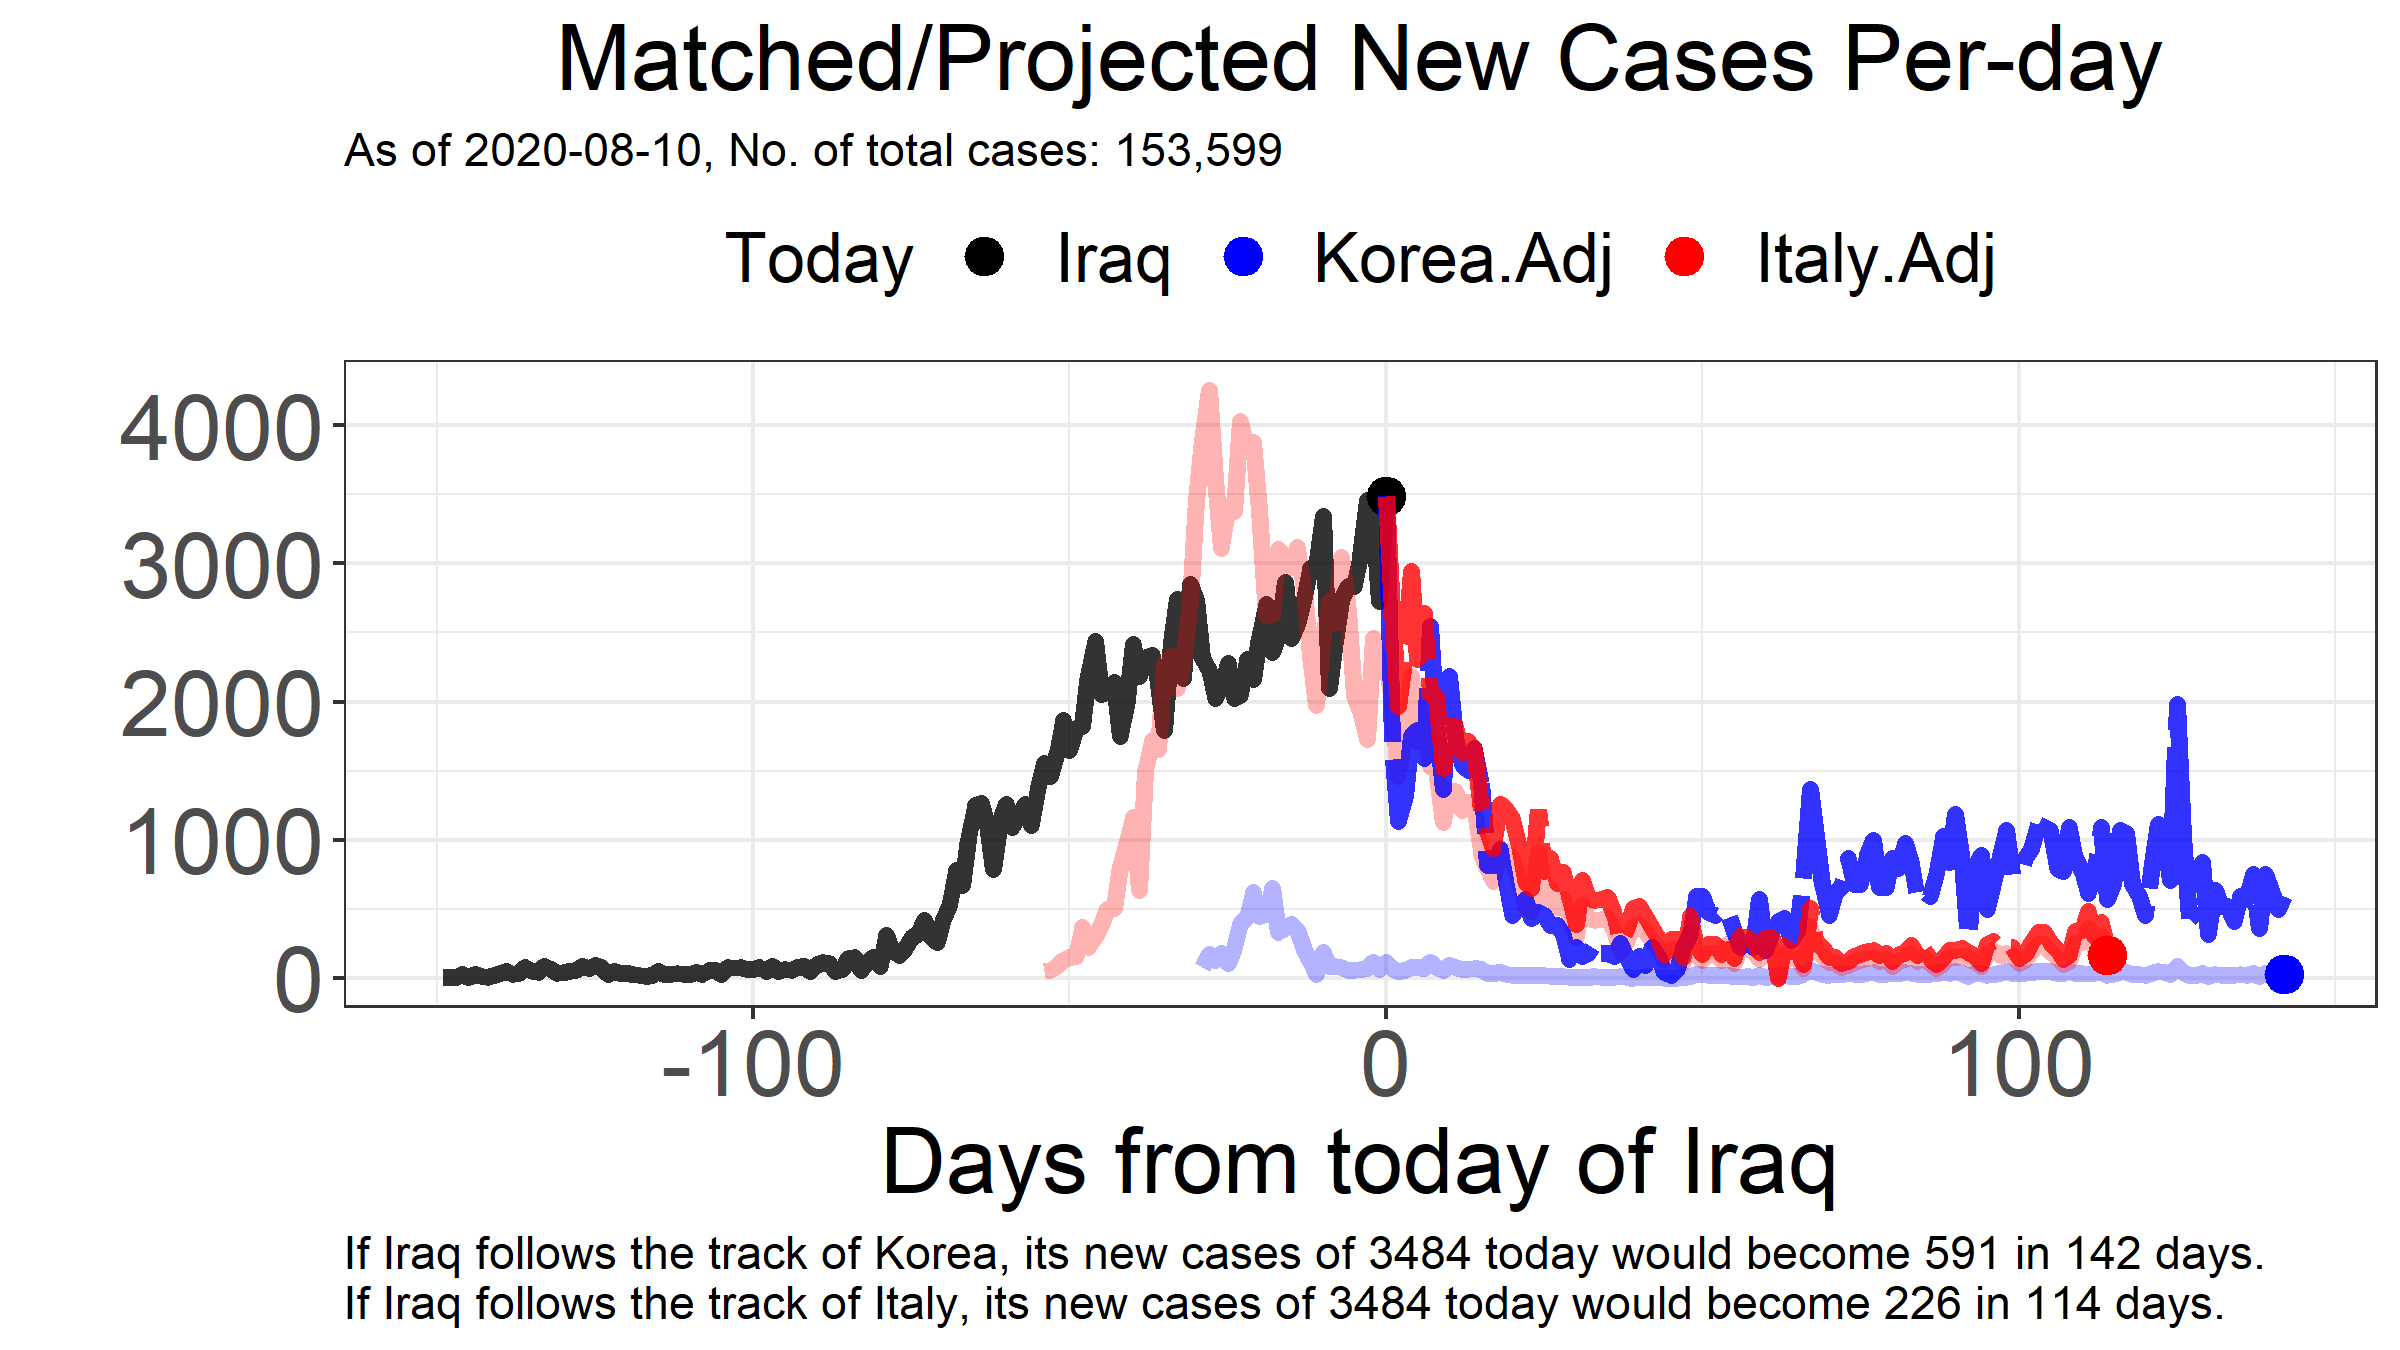 Matched/Projected New Cases Per-day
As of 2020-08-10, No. of total cases: 153,599
Today Iraq Korea.Adj Italy.Adj
4000
3000
2000
1000
0
-100 0 100
Days from today of Iraq
If Iraq follows the track of Korea, its new cases of 3484 today would become 591 in 142 days.
If Iraq follows the track of Italy, its new cases of 3484 today would become 226 in 114 days.